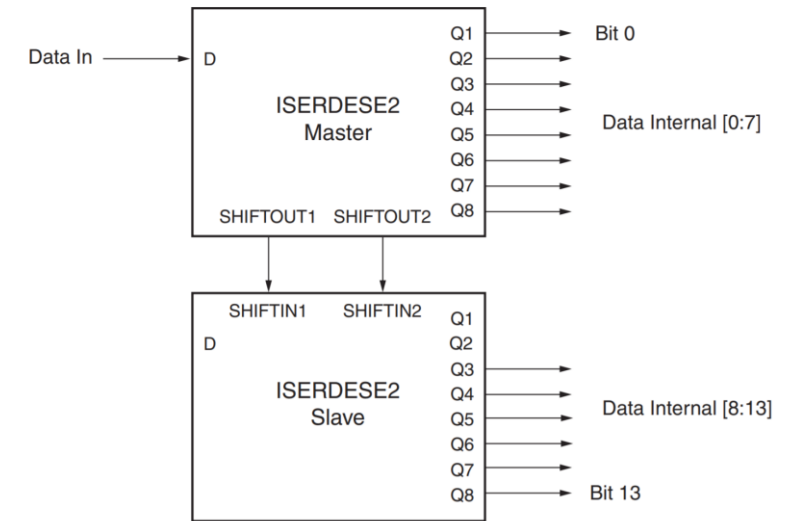 Data In
D
ISERDESE2
Master
Q1
Q2
Q3
Q4
Q5
Q6
Q7
Q8
Bit 0
Data Internal [0:7]
SHIFTOUT1 SHIFTOUT2
SHIFTIN1 SHIFTIN2
D
ISERDESE2
Slave
Q1
Q2
Q3
Q4
Q5
Q6
Q7
Q8
Data Internal [8:13]
Bit 13